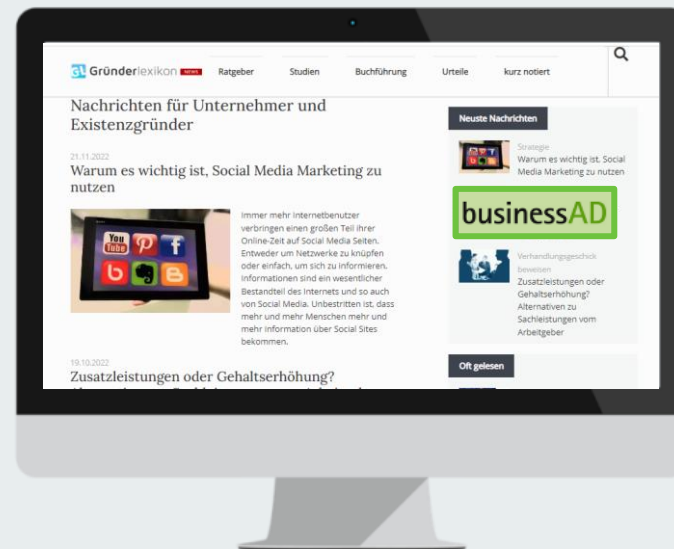 GL Gründerlexikon NEWS Ratgeber Studien Buchführung Urteile kurz notiert
Nachrichten für Unternehmer und
Existenzgründer
21.11.2022
Warum es wichtig ist, Social Media Marketing zu
nutzen
You
Tube
Immer mehr Internetbenutzer
verbringen einen großen Teil ihrer
Online-Zeit auf Social Media Seiten.
Entweder um Netzwerke zu knüpfen
oder einfach, um sich zu informieren.
Informationen sind ein wesentlicher
Bestandteil des Internets und so auch
von Social Media. Unbestritten ist, dass
mehr und mehr Menschen mehr und
mehr Information über Social Sites
bekommen.
19.10.2022
Zusatzleistungen oder Gehaltserhöhung?
Neuste Nachrichten
Strategie
Warum es wichtig ist, Social
Media Marketing zu nutzen
businessAD
Verhandlungsgeschick
beweisen
Zusatzleistungen oder
Gehaltserhöhung?
Alternativen zu
Sachleistungen vom
Arbeitgeber
Oft gelesen